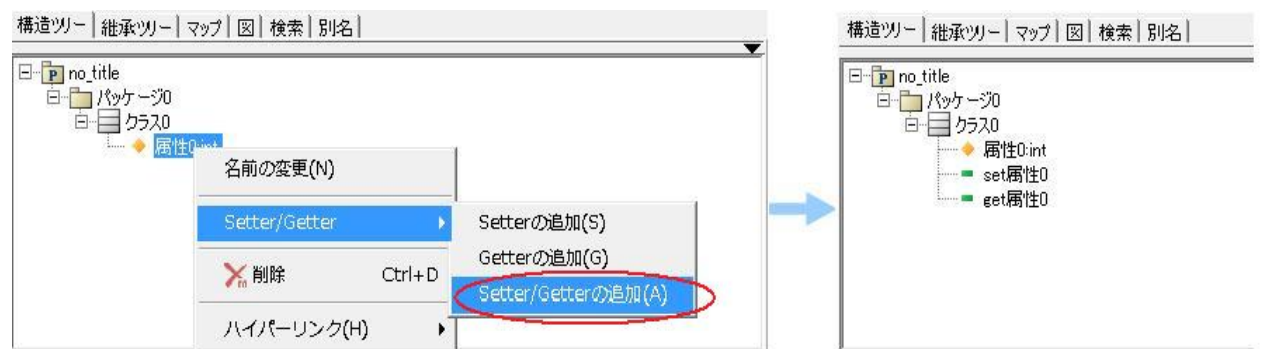 構造ツリー 継承ツリー マップ 図 検索 別名
no_title
パッケージ0
クラス0
属性0:int
名前の変更(N)
Setter/Getter
削除 Ctrl+D
ハイパーリンク(H)
Setterの追加(S)
Getterの追加(G)
Setter/Getterの追加(A)
構造ツリー 継承ツリー マップ 図 検索 別名
no_title
パッケージ0
クラス0
属性0:int
set属性0
get属性0